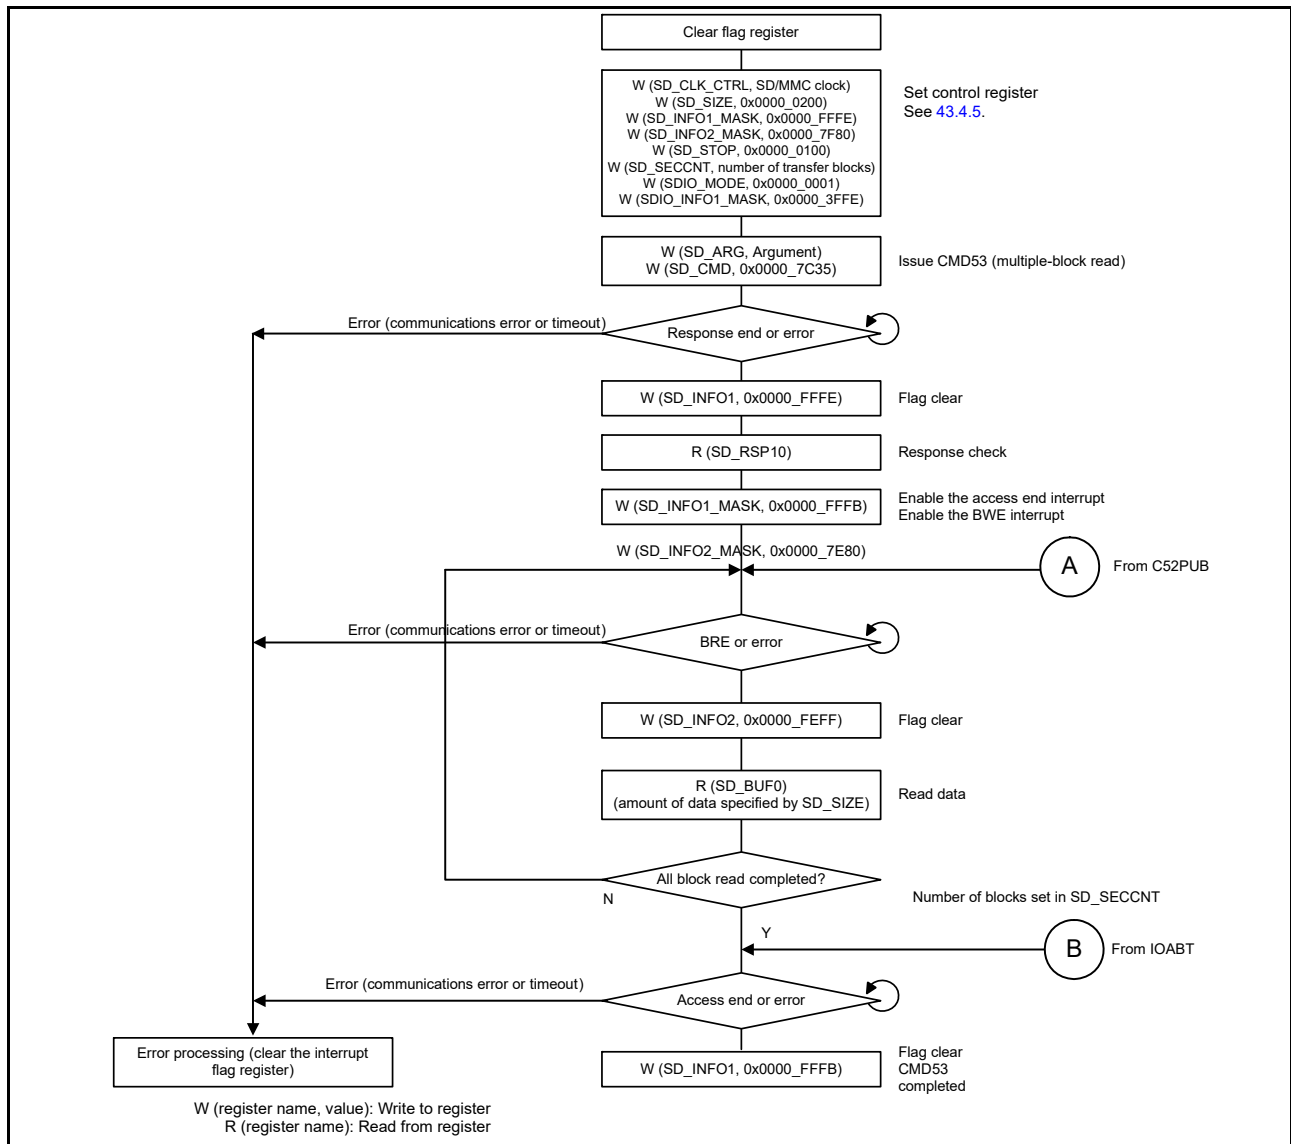 Clear flag register
W (SD_CLK_CTRL, SD/MMC clock)
W (SD_SIZE, 0x0000_0200)
W (SD_INFO1_MASK, 0x0000_FFFE)
W (SD_INFO2_MASK, 0x0000_7F80)
W (SD_STOP, 0x0000_0100)
W (SD_SECCNT, number of transfer blocks)
W (SDIO_MODE, 0x0000_0001)
W (SDIO_INFO1_MASK, 0x0000_3FFE)
Set control register
See 43.4.5.
W (SD_ARG, Argument)
W (SD_CMD, 0x0000_7C35)
Issue CMD53 (multiple-block read)
Error (communications error or timeout)
Response end or error
W (SD_INFO1, 0x0000_FFFE)
Flag clear
R (SD_RSP10)
Response check
W (SD_INFO1_MASK, 0x0000_FFFB)
Enable the access end interrupt
Enable the BWE interrupt
W (SD_INFO2_MASK, 0x0000_7E80)
A
From C52PUB
Error (communications error or timeout)
BRE or error
W (SD_INFO2, 0x0000_FEFF)
Flag clear
R (SD_BUF0)
(amount of data specified by SD_SIZE)
Read data
All block read completed?
N
Number of blocks set in SD_SECCNT
Y
B
From IOABT
Error (communications error or timeout)
Access end or error
Error processing (clear the interrupt
flag register)
W (SD_INFO1, 0x0000_FFFB)
Flag clear
CMD53
completed
W (register name, value): Write to register
R (register name): Read from register